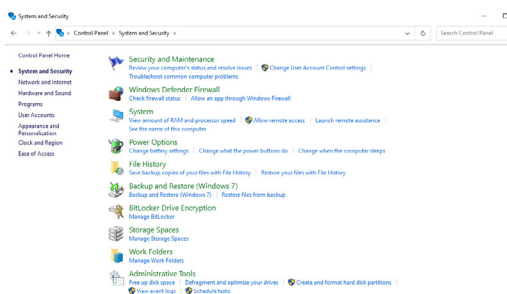 System and Security
Control Panel > System and Security >
Search Control Panel
Control Panel Home
System and Security
Network and Internet
Hardware and Sound
Programs
User Accounts
Appearance and
Personalization
Clock and Region
Ease of Access
Security and Maintenance
Review your computer's status and resolve issues | Change User Account Control settings |
Troubleshoot common computer problems
Windows Defender Firewall
Check firewall status | Allow an app through Windows Firewall
System
View amount of RAM and processor speed | Allow remote access | Launch remote assistance |
See the name of this computer
Power Options
Change battery settings | Change what the power buttons do | Change when the computer sleeps
File History
Save backup copies of your files with File History | Restore your files with File History
Backup and Restore (Windows 7)
Backup and Restore (Windows 7) | Restore files from backup
BitLocker Drive Encryption
Manage BitLocker
Storage Spaces
Manage Storage Spaces
Work Folders
Manage Work Folders
Administrative Tools
Free up disk space | Defragment and optimize your drives | Create and format hard disk partitions |
View event logs | Schedule tasks